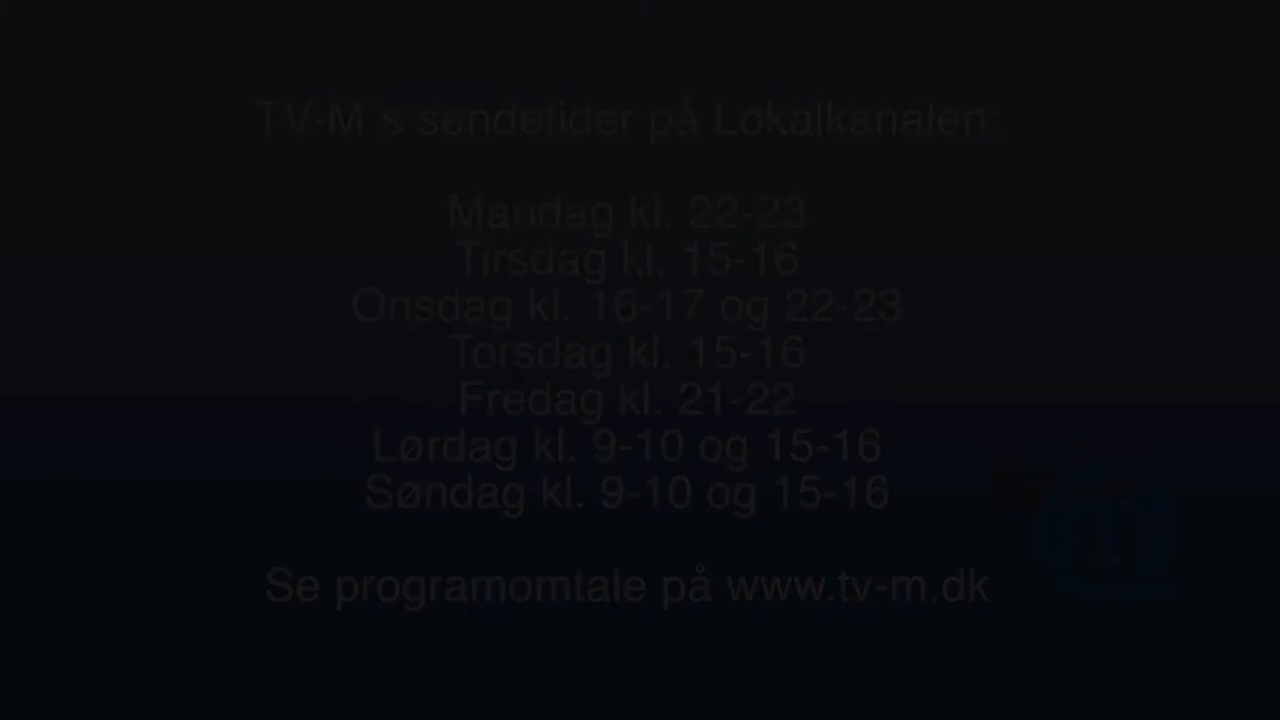 TV-M´s sendetider på Lokalkanalen:
Mandag kl. 22-23
Tirsdag kl. 15-16
Onsdag kl. 16-17 og 22-23
Torsdag kl. 15-16
Fredag kl. 21-22
Lørdag kl. 9-10 og 15-16
Søndag kl. 9-10 og 15-16
Se programomtale på www.tv-m.dk